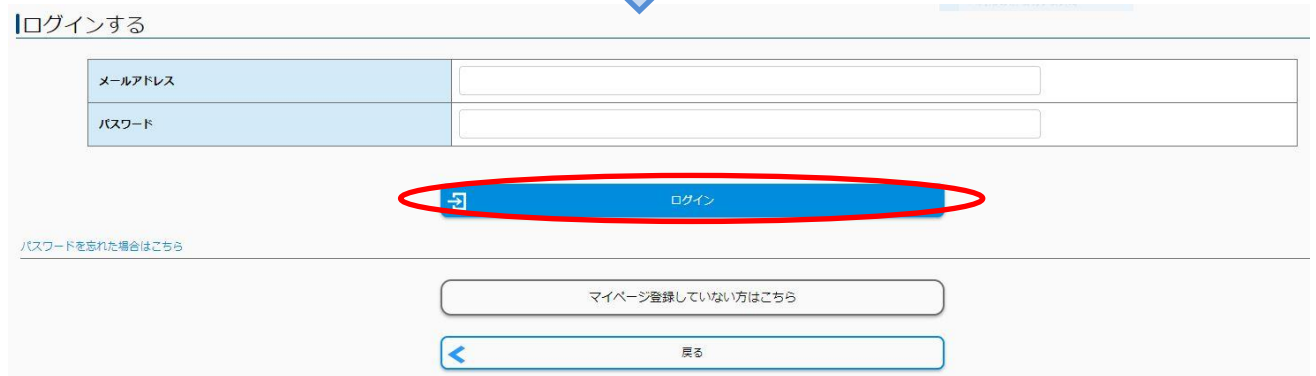 ログインする
メールアドレス
パスワード
ログイン
パスワードを忘れた場合はこちら
マイページ登録していない方はこちら
戻る